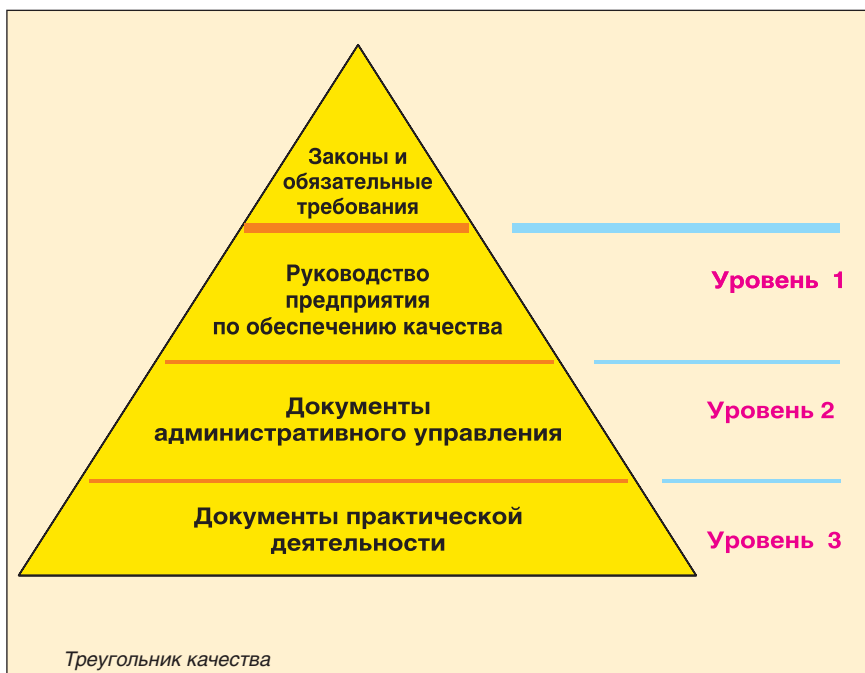 Законы и
обязательные
требования
Руководство
предприятия
по обеспечению качества
Уровень 1
Документы
административного управления
Уровень 2
Документы практической
деятельности
Уровень 3
Треугольник качества